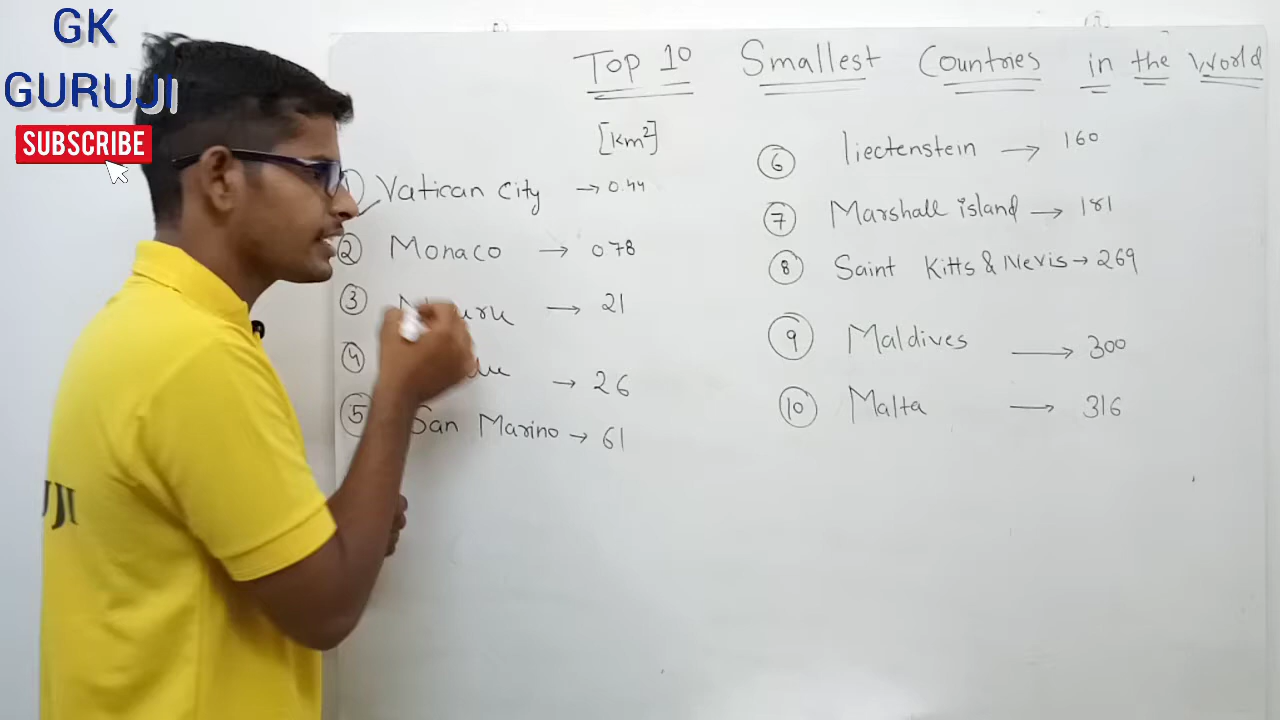 GK
GURUJI
SUBSCRIBE
Top 10 Smallest Countries in the World
[Km²]
1 Vatican City → 0.44
2 Monaco → 078
3 → 21
4 → 26
5 San Marino → 61
6 liectenstein → 160
7 Marshall island → 181
8 Saint Kitts & Nevis → 269
9 Maldives → 300
10 Malta → 316